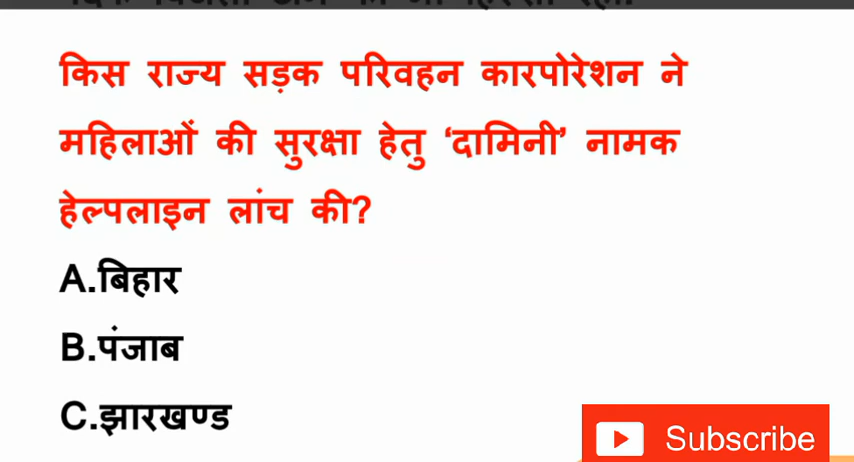 किस राज्य सड़क परिवहन कारपोरेशन ने
महिलाओं की सुरक्षा हेतु ‘दामिनी’ नामक
हेल्पलाइन लांच की?
A.बिहार
B.पंजाब
C.झारखण्ड
Subscribe